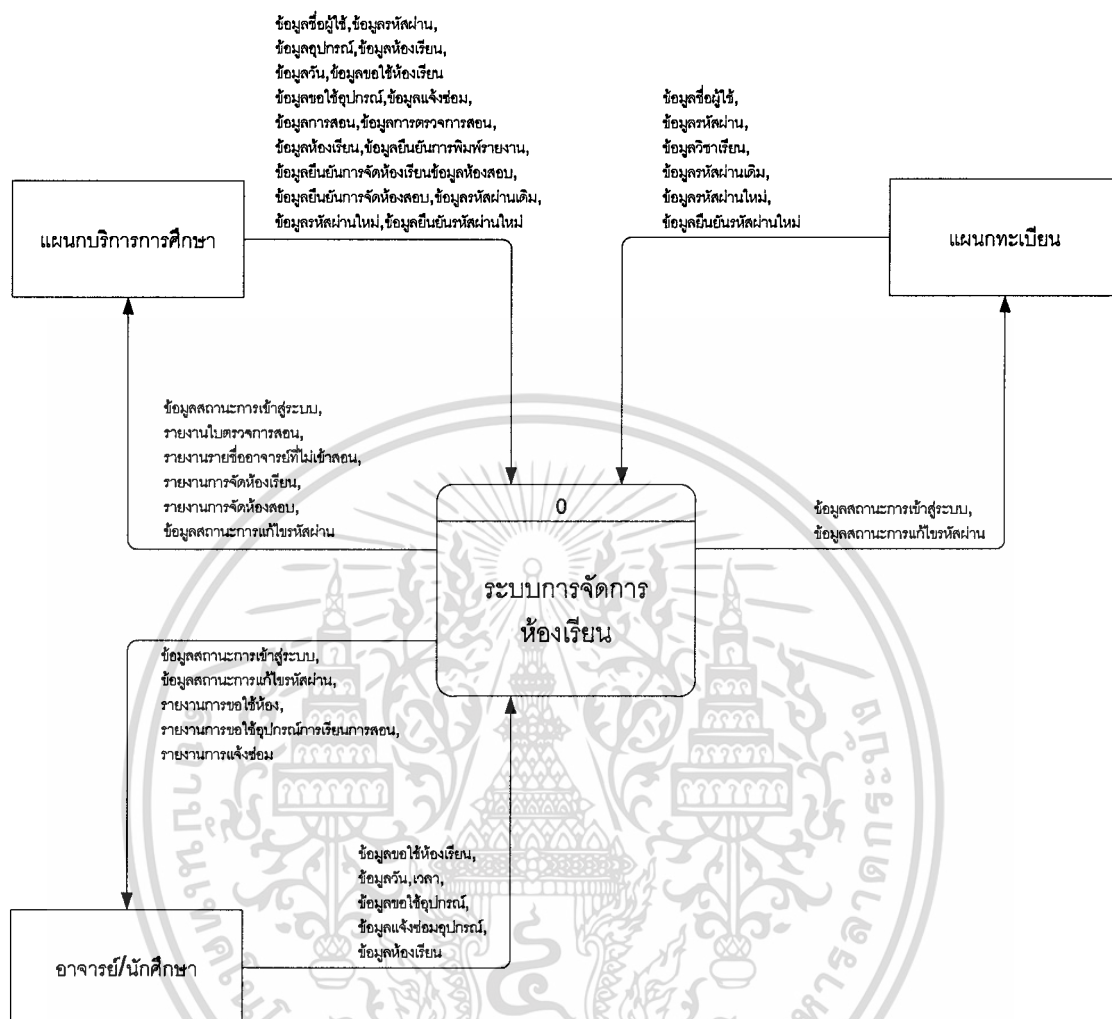 ข้อมูลชื่อผู้ใช้,ข้อมูลรหัสผ่าน,
ข้อมูลอุปกรณ์,ข้อมูลห้องเรียน,
ข้อมูลวัน,ข้อมูลขอใช้ห้องเรียน
ข้อมูลขอใช้อุปกรณ์,ข้อมูลแจ้งซ่อม,
ข้อมูลการสอน,ข้อมูลการตรวจการสอน,
ข้อมูลห้องเรียน,ข้อมูลยืนยันการพิมพ์รายงาน,
ข้อมูลยืนยันการจัดห้องเรียนข้อมูลห้องสอบ,
ข้อมูลยืนยันการจัดห้องสอบ,ข้อมูลรหัสผ่านเดิม,
ข้อมูลรหัสผ่านใหม่,ข้อมูลยืนยันรหัสผ่านใหม่
ข้อมูลชื่อผู้ใช้,
ข้อมูลรหัสผ่าน,
ข้อมูลวิชาเรียน,
ข้อมูลรหัสผ่านเดิม,
ข้อมูลรหัสผ่านใหม่,
ข้อมูลยืนยันรหัสผ่านใหม่
แผนกบริการการศึกษา
แผนกทะเบียน
ข้อมูลสถานะการเข้าสู่ระบบ,
รายงานใบตรวจการสอน,
รายงานรายชื่ออาจารย์ที่ไม่เข้าสอน,
รายงานการจัดห้องเรียน,
รายงานการจัดห้องสอบ,
ข้อมูลสถานะการแก้ไขรหัสผ่าน
0
ระบบการจัดการ
ห้องเรียน
ข้อมูลสถานะการเข้าสู่ระบบ,
ข้อมูลสถานะการแก้ไขรหัสผ่าน
ข้อมูลสถานะการเข้าสู่ระบบ,
ข้อมูลสถานะการแก้ไขรหัสผ่าน,
รายงานการขอใช้ห้อง,
รายงานการขอใช้อุปกรณ์การเรียนการสอน,
รายงานการแจ้งซ่อม
ข้อมูลขอใช้ห้องเรียน,
ข้อมูลวัน,เวลา,
ข้อมูลขอใช้อุปกรณ์,
ข้อมูลแจ้งซ่อมอุปกรณ์,
ข้อมูลห้องเรียน
อาจารย์/นักศึกษา